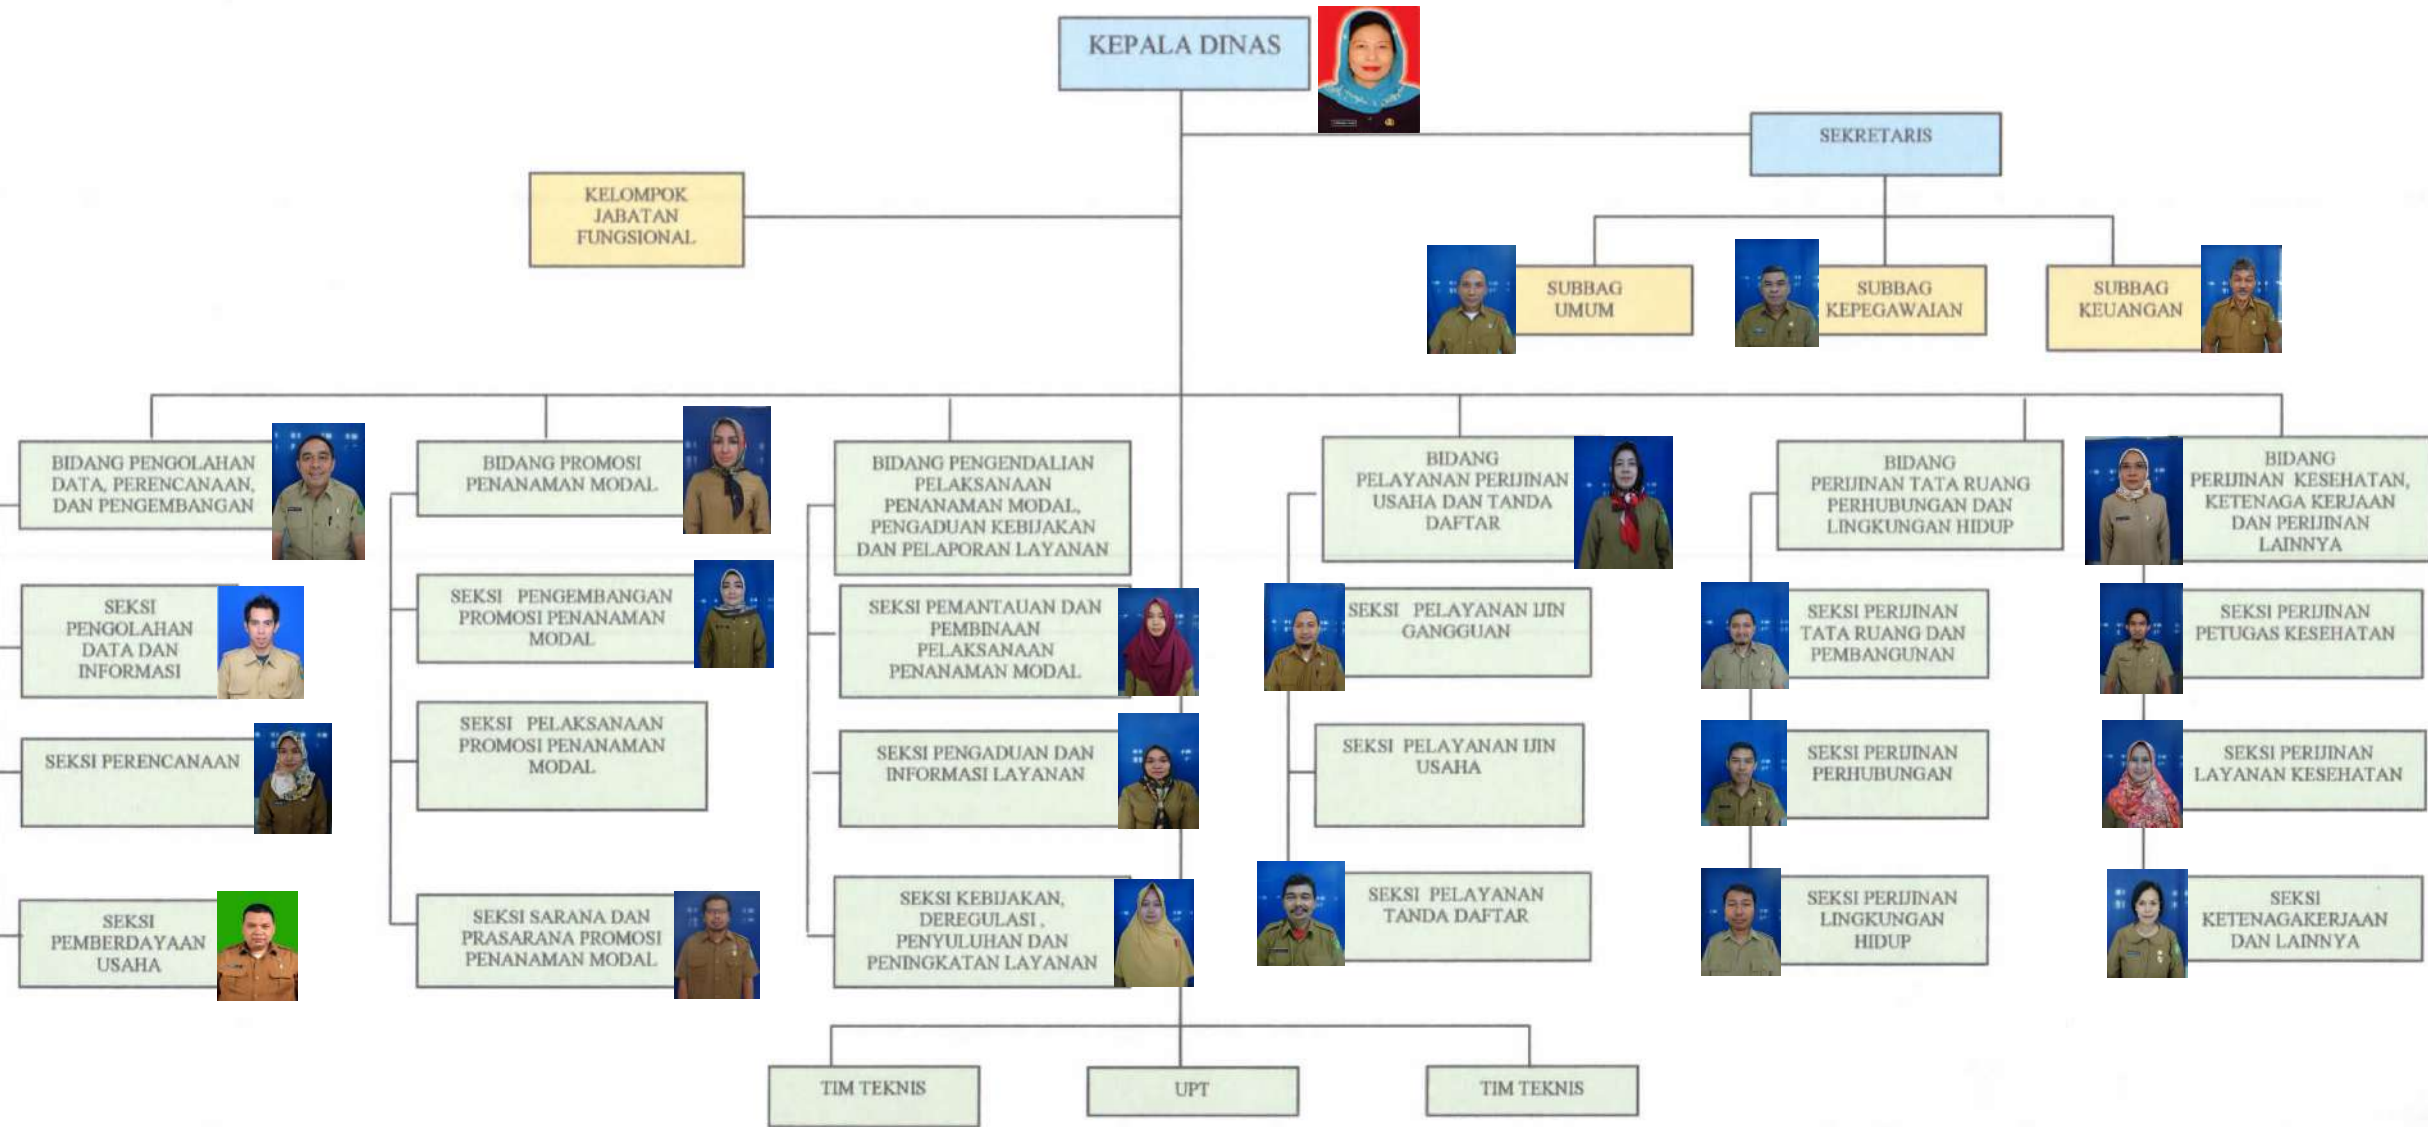 KEPALA DINAS
SEKRETARIS
KELOMPOK
JABATAN
FUNGSIONAL
SUBBAG
UMUM
SUBBAG
KEPEGAWAIAN
SUBBAG
KEUANGAN
BIDANG PENGOLAHAN
DATA, PERENCANAAN,
DAN PENGEMBANGAN
BIDANG PROMOSI
PENANAMAN MODAL
BIDANG PENGENDALIAN
PELAKSANAAN
PENANAMAN MODAL,
PENGADUAN KEBIJAKAN
DAN PELAPORAN LAYANAN
BIDANG
PELAYANAN PERIJINAN
USAHA DAN TANDA
DAFTAR
BIDANG
PERIJINAN TATA RUANG
PERHUBUNGAN DAN
LINGKUNGAN HIDUP
BIDANG
PERIJINAN KESEHATAN,
KETENAGA KERJAAN
DAN PERIJINAN
LAINNYA
SEKSI
PENGOLAHAN
DATA DAN
INFORMASI
SEKSI PENGEMBANGAN
PROMOSI PENANAMAN
MODAL
SEKSI PEMANTAUAN DAN
PEMBINAAN
PELAKSANAAN
PENANAMAN MODAL
SEKSI PELAYANAN IJIN
GANGGUAN
SEKSI PERIJINAN
TATA RUANG DAN
PEMBANGUNAN
SEKSI PERIJINAN
PETUGAS KESEHATAN
SEKSI PERENCANAAN
SEKSI PELAKSANAAN
PROMOSI PENANAMAN
MODAL
SEKSI PENGADUAN DAN
INFORMASI LAYANAN
SEKSI PELAYANAN IJIN
USAHA
SEKSI PERIJINAN
PERHUBUNGAN
SEKSI PERIJINAN
LAYANAN KESEHATAN
SEKSI
PEMBERDAYAAN
USAHA
SEKSI SARANA DAN
PRASARANA PROMOSI
PENANAMAN MODAL
SEKSI KEBIJAKAN,
DEREGULASI ,
PENYULUHAN DAN
PENINGKATAN LAYANAN
SEKSI PELAYANAN
TANDA DAFTAR
SEKSI PERIJINAN
LINGKUNGAN
HIDUP
SEKSI
KETENAGAKERJAAN
DAN LAINNYA
TIM TEKNIS
UPT
TIM TEKNIS